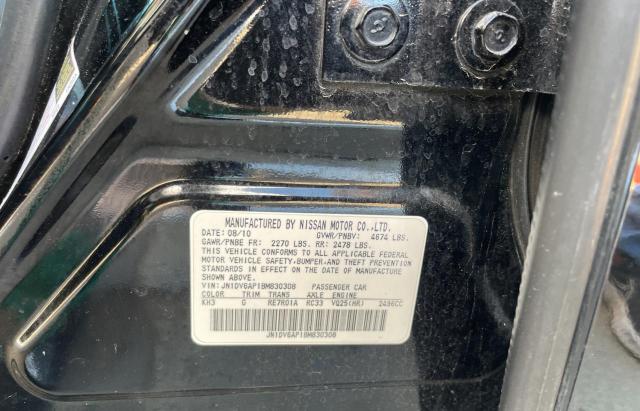 MANUFACTURED BY NISSAN MOTOR CO.,LTD.
DATE: 08/10 GVWR/PNBV: 4674 LBS.
GAWR/PNBE FR: 2270 LBS. RR: 2478 LBS.
THIS VEHICLE CONFORMS TO ALL APPLICABLE FEDERAL
MOTOR VEHICLE SAFETY, BUMPER, AND THEFT PREVENTION
STANDARDS IN EFFECT ON THE DATE OF MANUFACTURE
SHOWN ABOVE.
VIN: JN1DV6AP1BM830308 PASSENGER CAR
COLOR TRIM TRANS AXLE ENGINE
KH3 G RE7R01A RC33 VQ25(HR) 2496CC
JN1DV6AP1BM830308